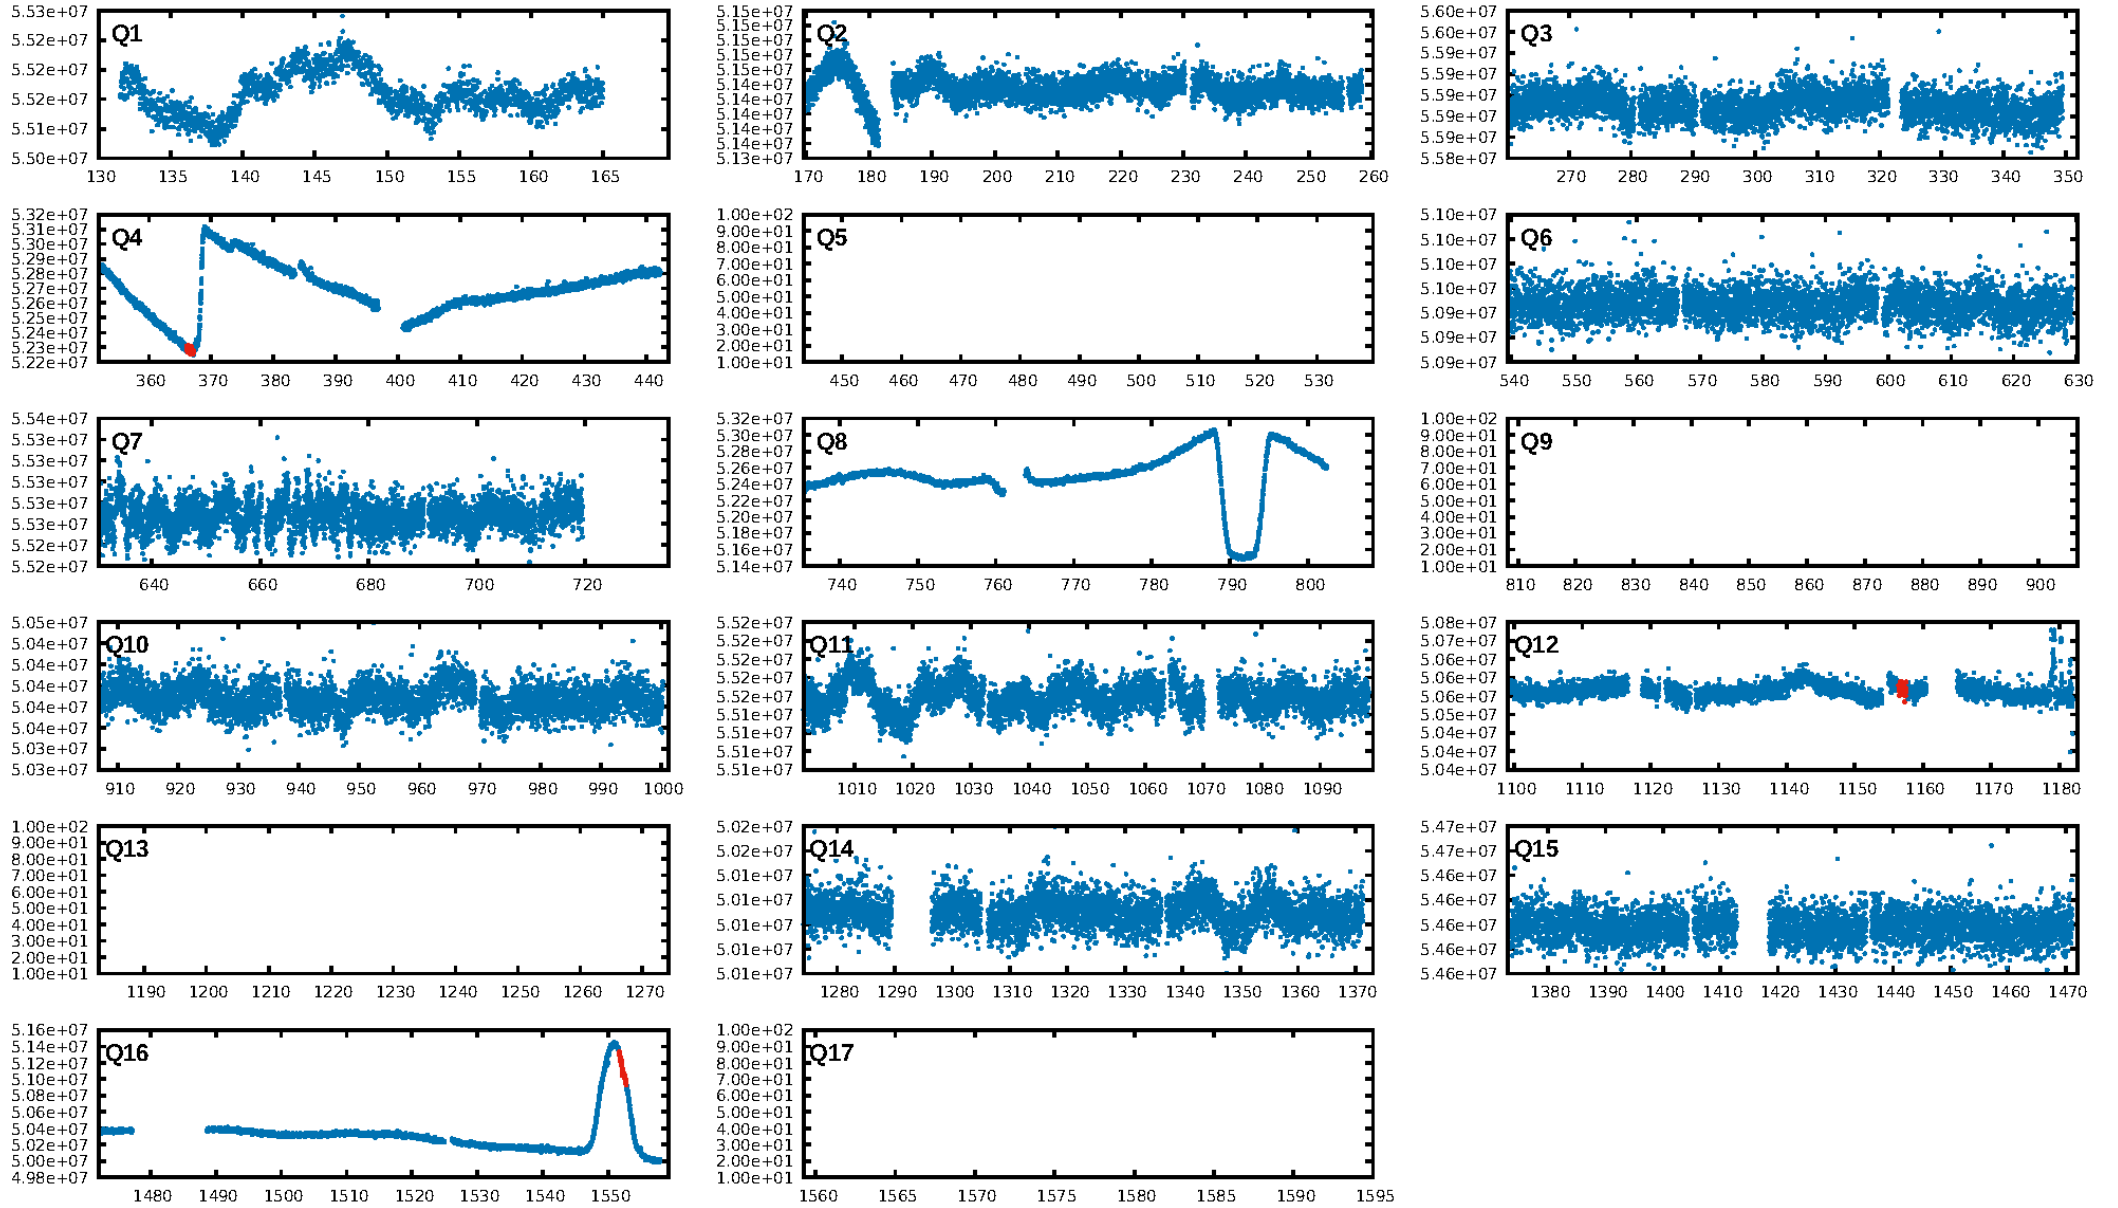 5.53e+07
5.52e+07
5.52e+07
5.52e+07
5.51e+07
5.50e+07
Q1
130 135 140 145 150 155 160 165
5.15e+07
5.15e+07
5.15e+07
5.15e+07
5.15e+07
5.14e+07
5.14e+07
5.14e+07
5.14e+07
5.14e+07
5.13e+07
Q2
170 180 190 200 210 220 230 240 250 260
5.60e+07
5.60e+07
5.59e+07
5.59e+07
5.59e+07
5.59e+07
5.59e+07
5.58e+07
Q3
270 280 290 300 310 320 330 340 350
5.32e+07
5.31e+07
5.30e+07
5.29e+07
5.28e+07
5.27e+07
5.26e+07
5.25e+07
5.24e+07
5.23e+07
5.22e+07
Q4
360 370 380 390 400 410 420 430 440
1.00e+02
9.00e+01
8.00e+01
7.00e+01
6.00e+01
5.00e+01
4.00e+01
3.00e+01
2.00e+01
1.00e+01
Q5
450 460 470 480 490 500 510 520 530
5.10e+07
5.10e+07
5.10e+07
5.10e+07
5.09e+07
5.09e+07
5.09e+07
Q6
540 550 560 570 580 590 600 610 620 630
5.54e+07
5.53e+07
5.53e+07
5.53e+07
5.53e+07
5.53e+07
5.52e+07
5.52e+07
Q7
640 660 680 700 720
5.32e+07
5.30e+07
5.28e+07
5.26e+07
5.24e+07
5.22e+07
5.20e+07
5.18e+07
5.16e+07
5.14e+07
Q8
740 750 760 770 780 790 800
1.00e+02
9.00e+01
8.00e+01
7.00e+01
6.00e+01
5.00e+01
4.00e+01
3.00e+01
2.00e+01
1.00e+01
Q9
810 820 830 840 850 860 870 880 890 900
5.05e+07
5.04e+07
5.04e+07
5.04e+07
5.04e+07
5.04e+07
5.03e+07
5.03e+07
Q10
910 920 930 940 950 960 970 980 990 1000
5.52e+07
5.52e+07
5.52e+07
5.52e+07
5.52e+07
5.51e+07
5.51e+07
5.51e+07
5.51e+07
Q11
1010 1020 1030 1040 1050 1060 1070 1080 1090
5.08e+07
5.07e+07
5.06e+07
5.06e+07
5.06e+07
5.05e+07
5.05e+07
5.04e+07
5.04e+07
Q12
1100 1110 1120 1130 1140 1150 1160 1170 1180
1.00e+02
9.00e+01
8.00e+01
7.00e+01
6.00e+01
5.00e+01
4.00e+01
3.00e+01
2.00e+01
1.00e+01
Q13
1190 1200 1210 1220 1230 1240 1250 1260 1270
5.02e+07
5.02e+07
5.01e+07
5.01e+07
5.01e+07
5.01e+07
5.01e+07
Q14
1280 1290 1300 1310 1320 1330 1340 1350 1360 1370
5.47e+07
5.47e+07
5.46e+07
5.46e+07
5.46e+07
5.46e+07
5.46e+07
Q15
1380 1390 1400 1410 1420 1430 1440 1450 1460 1470
5.16e+07
5.14e+07
5.12e+07
5.10e+07
5.08e+07
5.06e+07
5.04e+07
5.02e+07
5.00e+07
4.98e+07
Q16
1480 1490 1500 1510 1520 1530 1540 1550
1.00e+02
9.00e+01
8.00e+01
7.00e+01
6.00e+01
5.00e+01
4.00e+01
3.00e+01
2.00e+01
1.00e+01
Q17
1560 1565 1570 1575 1580 1585 1590 1595